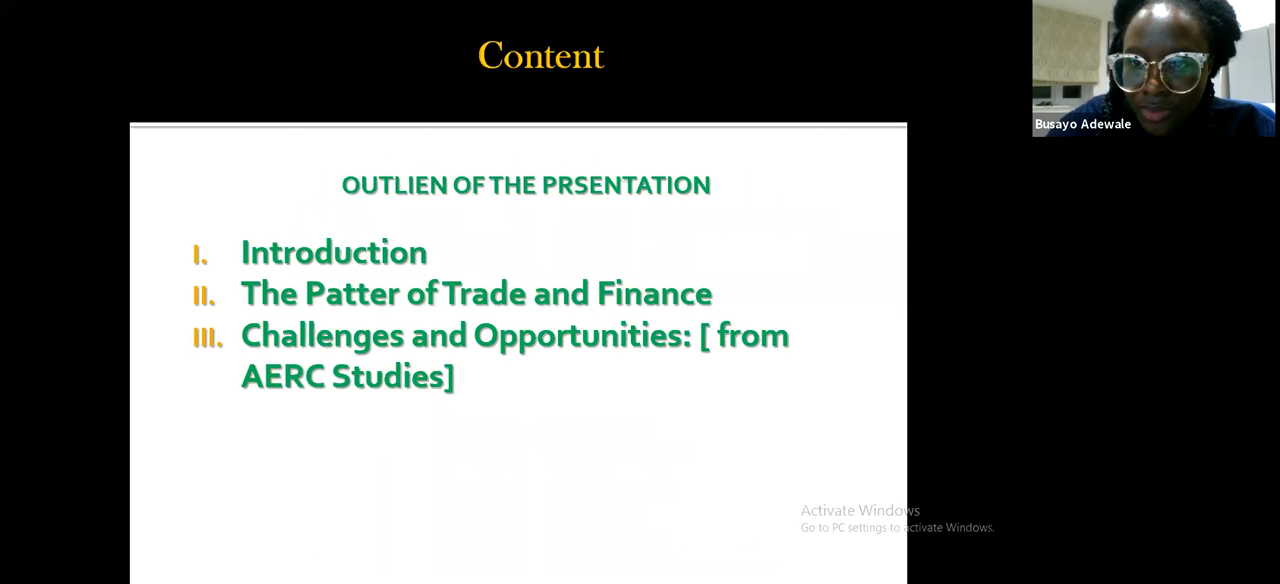 Content
Busayo Adewale
OUTLIEN OF THE PRSENTATION
I. Introduction
II. The Patter of Trade and Finance
III. Challenges and Opportunities: [ from
AERC Studies]
Activate Windows
Go to PC settings to activate Windows.